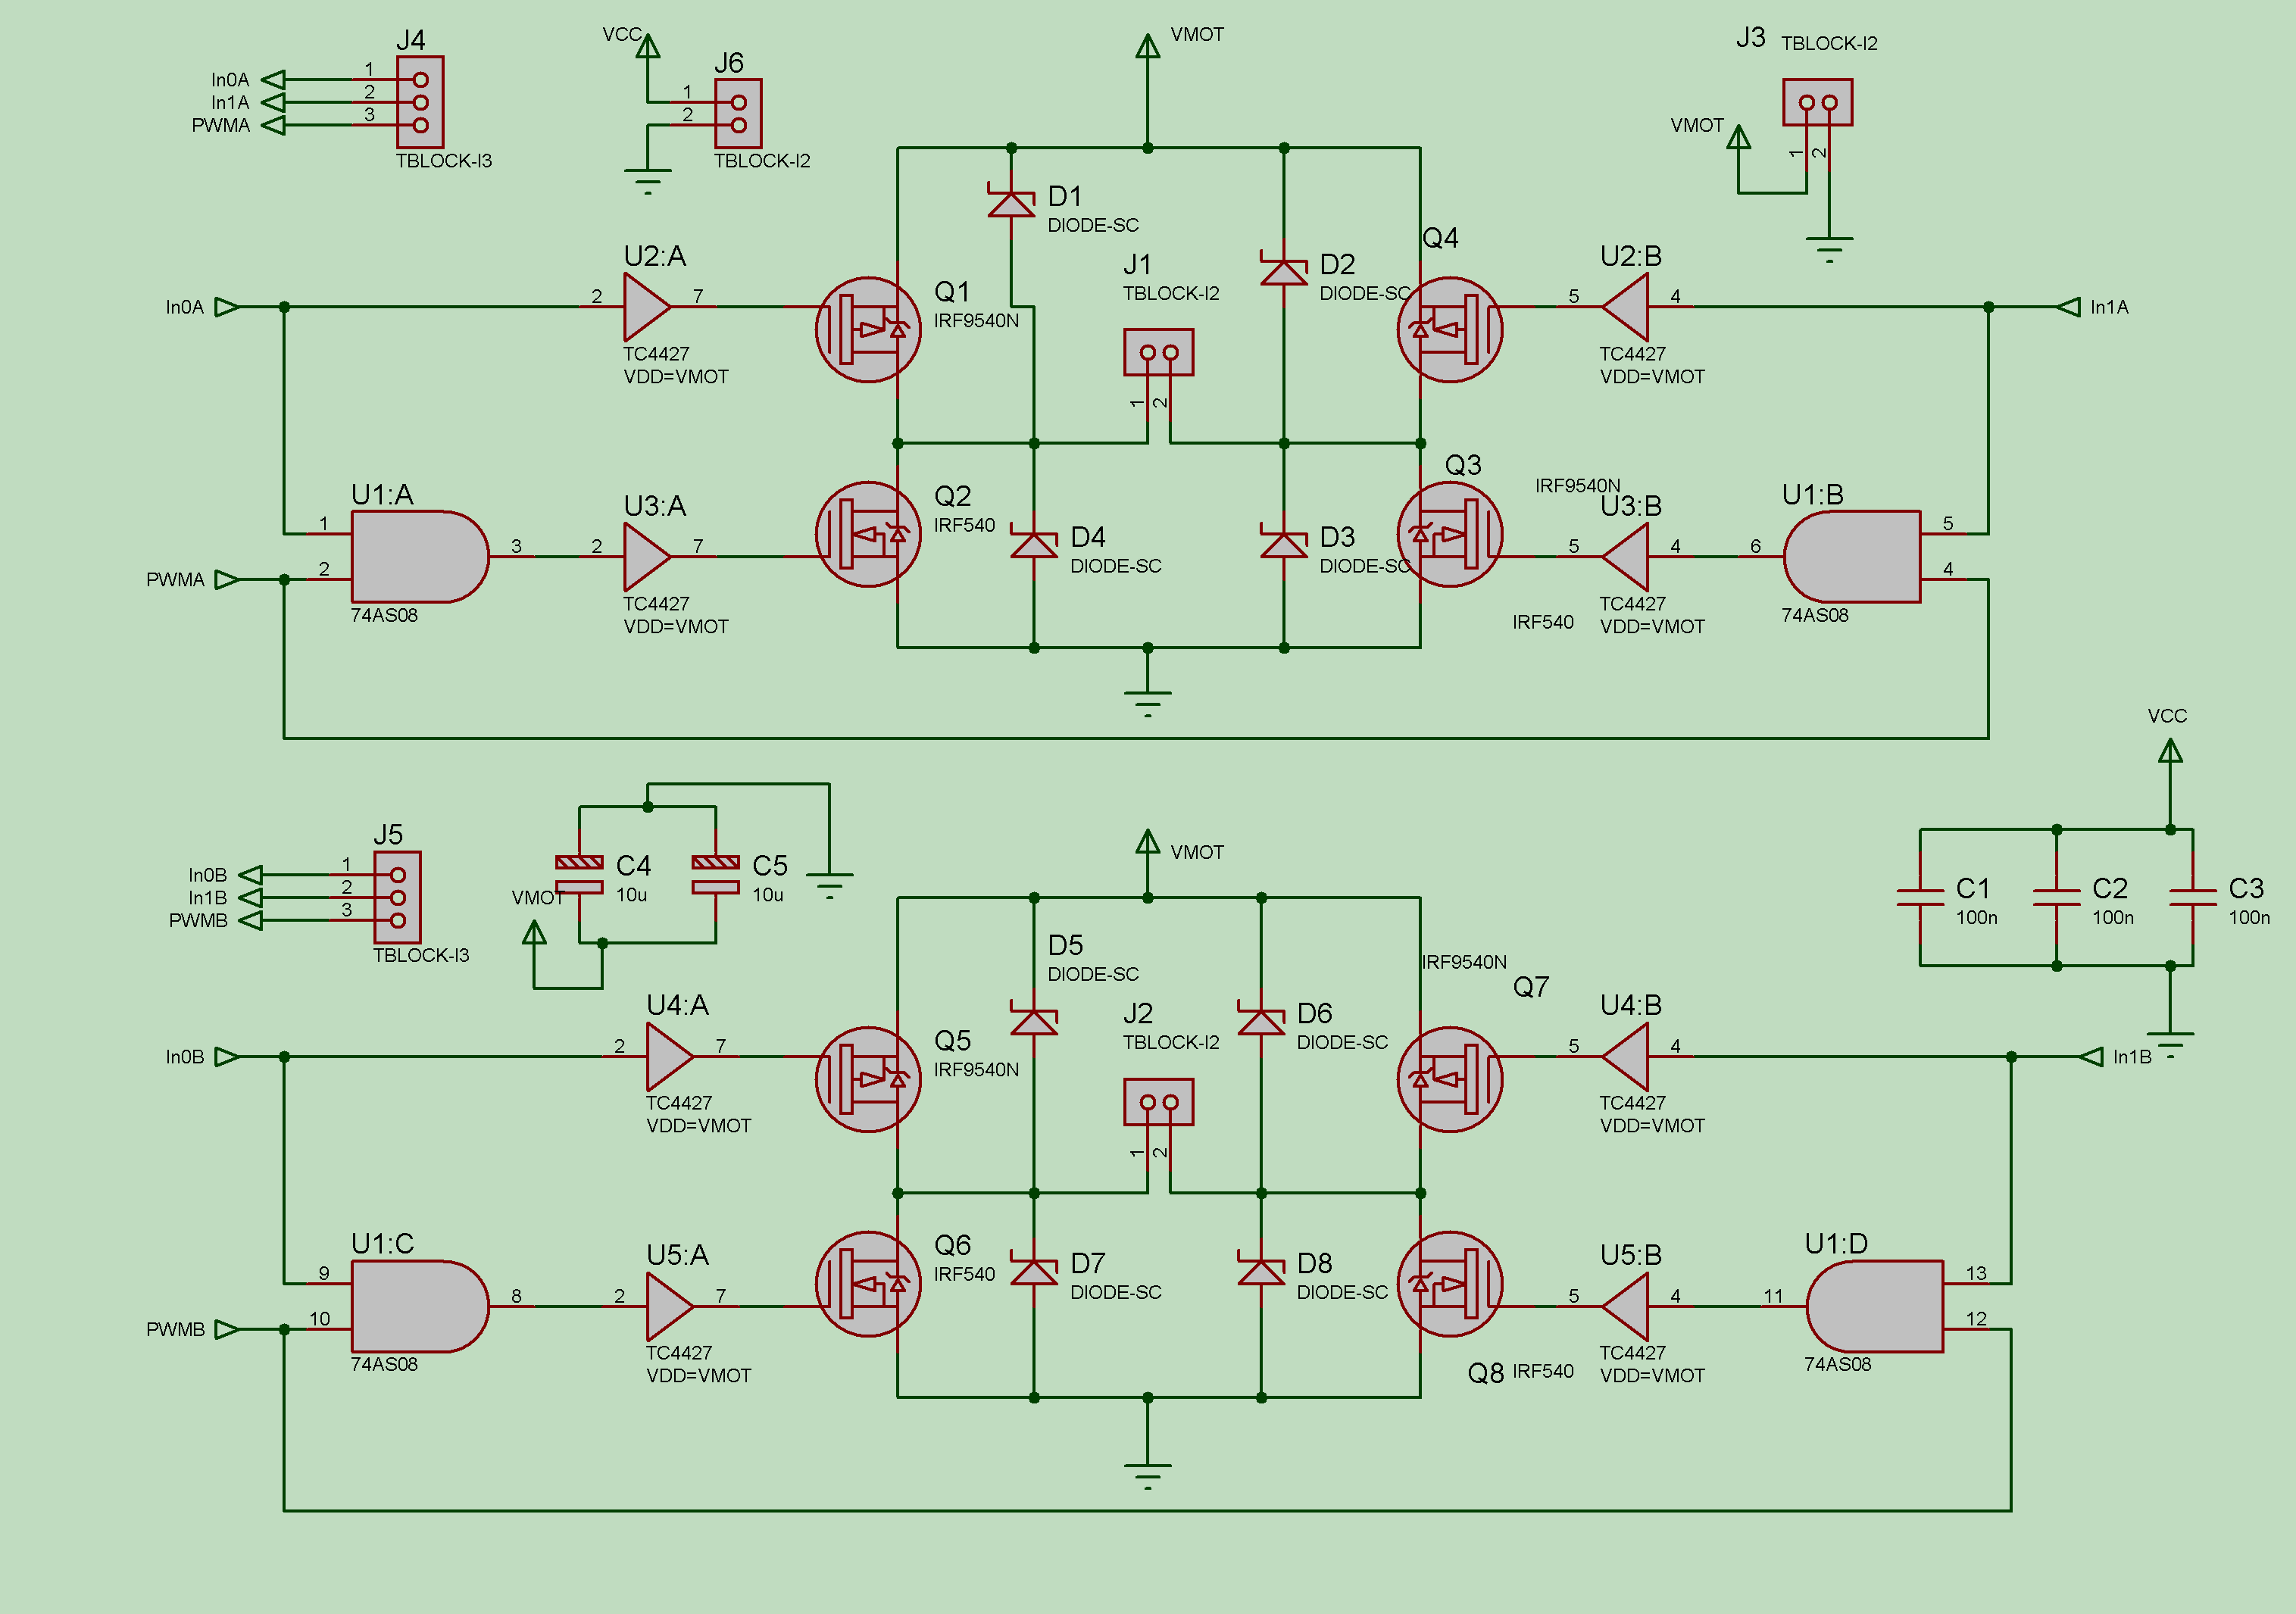 J4
In0A
In1A
PWMA
1
2
3
TBLOCK-I3
VCC
J6
1
2
TBLOCK-I2
VMOT
J3 TBLOCK-I2
VMOT
1
2
D1
DIODE-SC
J1
TBLOCK-I2
1
2
D2
DIODE-SC
Q4
In0A
U2:A
2
7
TC4427
VDD=VMOT
Q1
IRF9540N
U2:B
5
4
TC4427
VDD=VMOT
In1A
U1:A
1
2
3
74AS08
PWMA
U3:A
2
7
TC4427
VDD=VMOT
Q2
IRF540
D4
DIODE-SC
D3
DIODE-SC
Q3
IRF9540N
IRF540
U3:B
5
4
TC4427
VDD=VMOT
U1:B
6
5
4
74AS08
VCC
J5
In0B
In1B
PWMB
1
2
3
TBLOCK-I3
VMOT
C4
10u
C5
10u
VMOT
C1
100n
C2
100n
C3
100n
D5
DIODE-SC
J2
TBLOCK-I2
1
2
D6
DIODE-SC
IRF9540N
Q7
In0B
U4:A
2
7
TC4427
VDD=VMOT
Q5
IRF9540N
U4:B
5
4
TC4427
VDD=VMOT
In1B
U1:C
9
10
8
74AS08
PWMB
U5:A
2
7
TC4427
VDD=VMOT
Q6
IRF540
D7
DIODE-SC
D8
DIODE-SC
Q8 IRF540
U5:B
5
4
TC4427
VDD=VMOT
U1:D
11
13
12
74AS08